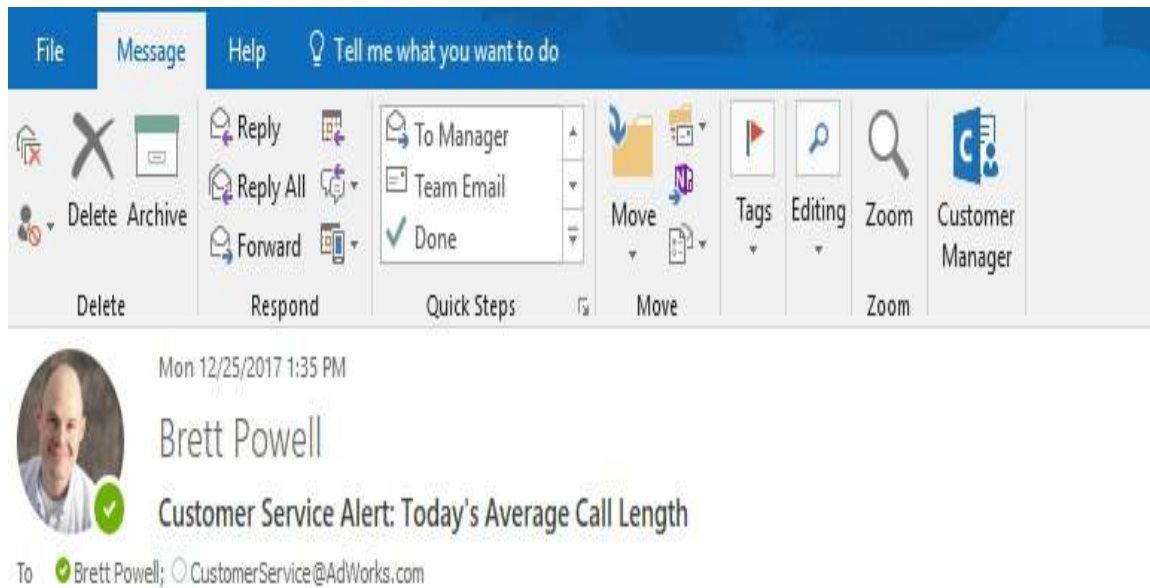 File Message Help Tell me what you want to do
Reply
To Manager
Reply All
Team Email
Delete Archive
Move
Tags Editing Zoom Customer Manager
Forward
Done
Delete Respond Quick Steps Move Zoom
Mon 12/25/2017 1:35 PM
Brett Powell
Customer Service Alert: Today's Average Call Length
To Brett Powell; CustomerService@AdWorks.com